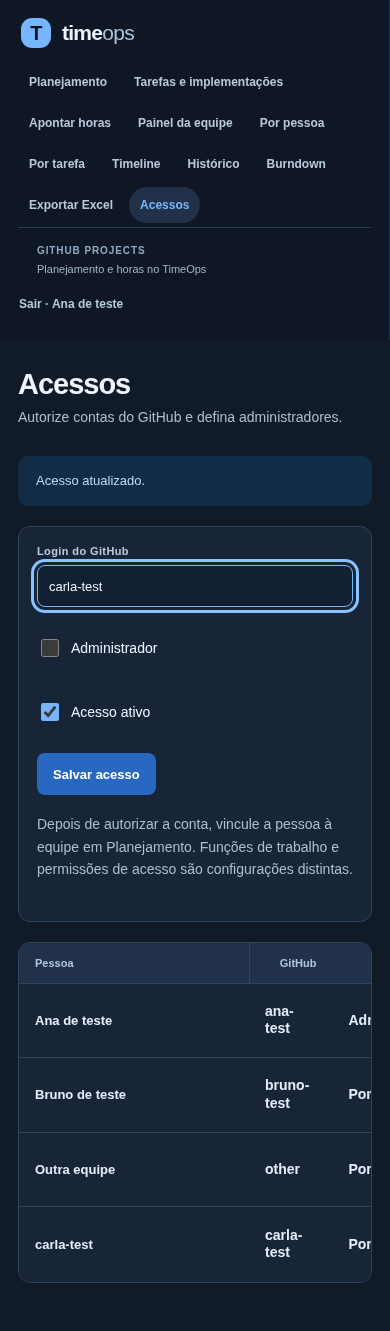 T timeops
Planejamento Tarefas e implementações
Apontar horas Painel da equipe Por pessoa
Por tarefa Timeline Histórico Burndown
Exportar Excel Acessos
GITHUB PROJECTS
Planejamento e horas no TimeOps
Sair · Ana de teste
Acessos
Autorize contas do GitHub e defina administradores.
Acesso atualizado.
Login do GitHub
carla-test
Administrador
Acesso ativo
Salvar acesso
Depois de autorizar a conta, vincule a pessoa à
equipe em Planejamento. Funções de trabalho e
permissões de acesso são configurações distintas.
Pessoa GitHub
Ana de teste ana-
test
Bruno de teste bruno-
test
Outra equipe other
carla-test carla-
test